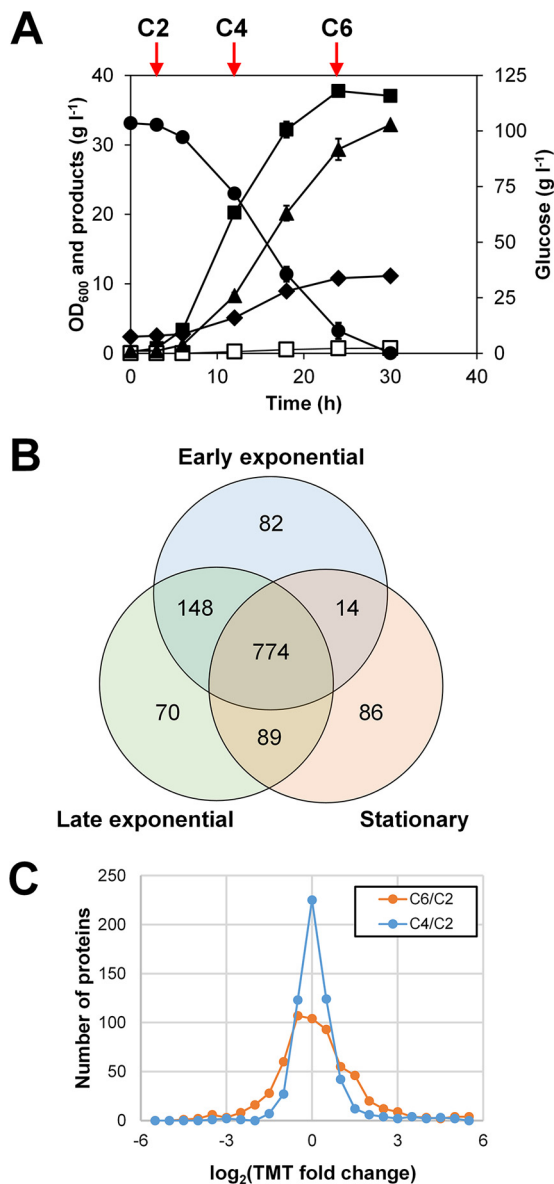 A
C2 C4 C6
40
30
20
10
0
OD600 and products (g l-1)
125
100
75
50
25
0
Glucose (g l-1)
0 10 20 30 40
Time (h)
B
Early exponential
82
148 14
774
70 89 86
Late exponential Stationary
C
250
200
150
100
50
0
Number of proteins
C6/C2
C4/C2
-6 -3 0 3 6
log2(TMT fold change)